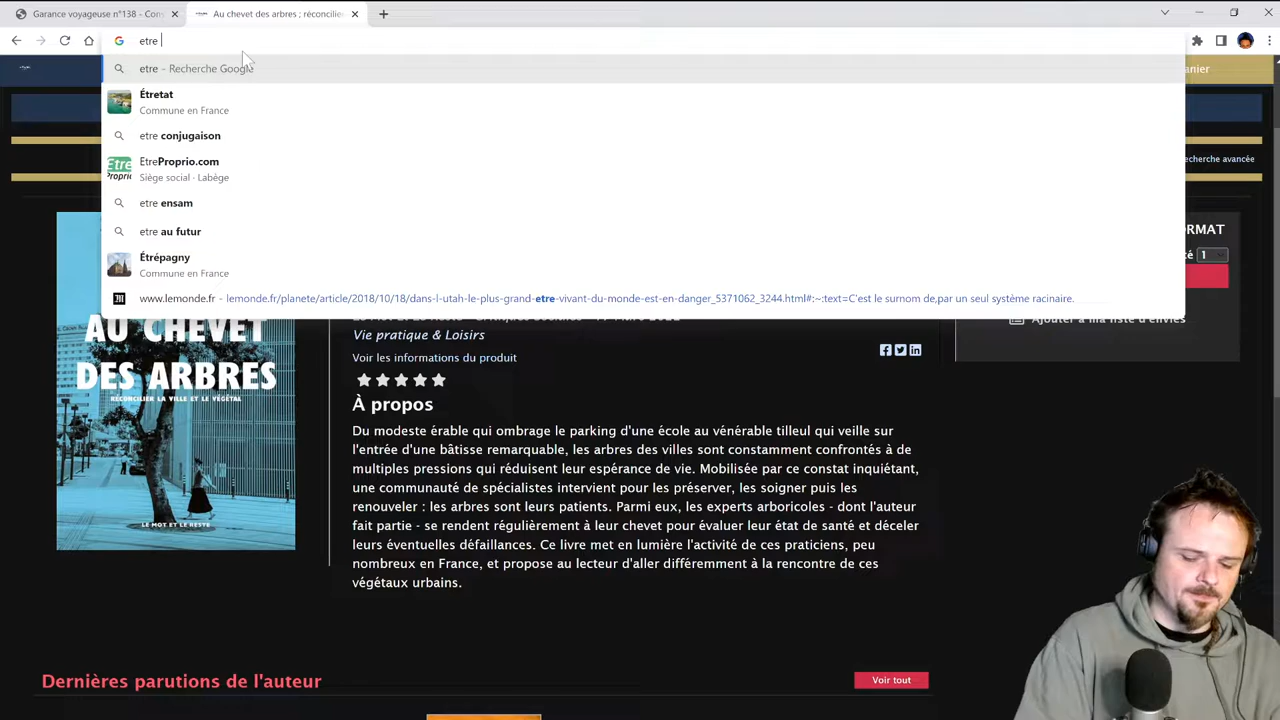 Garance voyageuse n°138 - Con
Au chevet des arbres ; réconcilie
etre
anier
etre - Recherche Google
Étretat
Commune en France
etre conjugaison
EtreProprio.com
Siège social · Labège
etre ensam
etre au futur
Étrépagny
Commune en France
www.lemonde.fr - lemonde.fr/planete/article/2018/10/18/dans-l-utah-le-plus-grand-etre-vivant-du-monde-est-en-danger_5371062_3244.html#:~:text=C'est le surnom de,par un seul système racinaire.
echerche avancée
RMAT
té 1
Ajouter à ma liste d'envies
AU CHEVET
DES ARBRES
RÉCONCILIER LA VILLE ET LE VÉGÉTAL
LE MOT ET LE RESTE
Vie pratique & Loisirs
Voir les informations du produit
À propos
Du modeste érable qui ombrage le parking d'une école au vénérable tilleul qui veille sur
l'entrée d'une bâtisse remarquable, les arbres des villes sont constamment confrontés à de
multiples pressions qui réduisent leur espérance de vie. Mobilisée par ce constat inquiétant,
une communauté de spécialistes intervient pour les préserver, les soigner puis les
renouveler : les arbres sont leurs patients. Parmi eux, les experts arboricoles - dont l'auteur
fait partie - se rendent régulièrement à leur chevet pour évaluer leur état de santé et déceler
leurs éventuelles défaillances. Ce livre met en lumière l'activité de ces praticiens, peu
nombreux en France, et propose au lecteur d'aller différemment à la rencontre de ces
végétaux urbains.
Dernières parutions de l'auteur
Voir tout